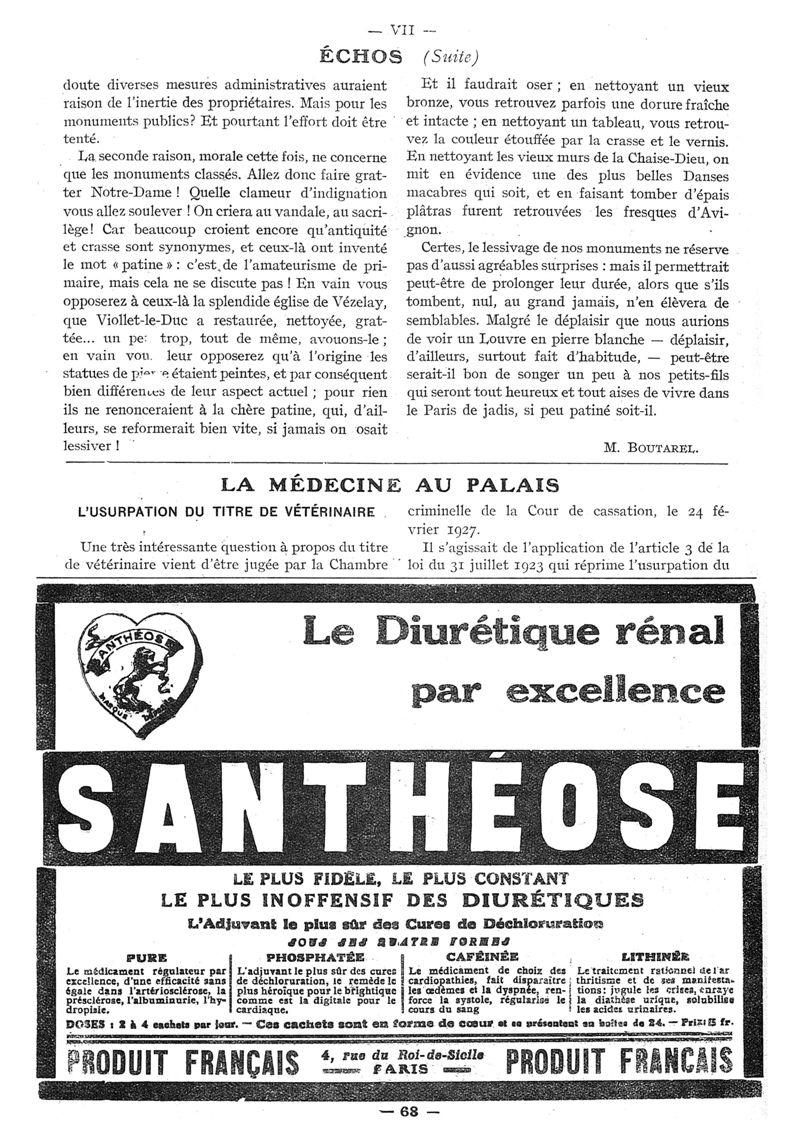 — VII —
ÉCHOS (Suite)
doute diverses mesures administratives auraient
raison de l'inertie des propriétaires. Mais pour les
monuments publics? Et pourtant l'effort doit être
tenté.
La seconde raison, morale cette fois, ne concerne
que les monuments classés. Allez donc faire grat-
ter Notre-Dame ! Quelle clameur d'indignation
vous allez soulever ! On criera au vandale, au sacri-
lège! Car beaucoup croient encore qu'antiquité
et crasse sont synonymes, et ceux-là ont inventé
le mot « patine » : c'est de l'amateurisme de pri-
maire, mais cela ne se discute pas ! En vain vous
opposerez à ceux-là la splendide église de Vézelay,
que Viollet-le-Duc a restaurée, nettoyée, grat-
tée... un peu trop, tout de même, avouons-le ;
en vain vou. leur opposerez qu'à l'origine les
statues de pierre étaient peintes, et par conséquent
bien différentes de leur aspect actuel ; pour rien
ils ne renonceraient à la chère patine, qui, d'ail-
leurs, se reformerait bien vite, si jamais on osait
lessiver !
Et il faudrait oser ; en nettoyant un vieux
bronze, vous retrouvez parfois une dorure fraîche
et intacte ; en nettoyant un tableau, vous retrou-
vez la couleur étouffée par la crasse et le vernis.
En nettoyant les vieux murs de la Chaise-Dieu, on
mit en évidence une des plus belles Danses
macabres qui soit, et en faisant tomber d'épais
plâtras furent retrouvées les fresques d'Avi-
gnon.
Certes, le lessivage de nos monuments ne réserve
pas d'aussi agréables surprises : mais il permettrait
peut-être de prolonger leur durée, alors que s'ils
tombent, nul, au grand jamais, n'en élèvera de
semblables. Malgré le déplaisir que nous aurions
de voir un Louvre en pierre blanche — déplaisir,
d'ailleurs, surtout fait d'habitude, — peut-être
serait-il bon de songer un peu à nos petits-fils
qui seront tout heureux et tout aises de vivre dans
le Paris de jadis, si peu patiné soit-il.
M. BOUTAREL.
LA MÉDECINE AU PALAIS
L'USURPATION DU TITRE DE VÉTÉRINAIRE
Une très intéressante question à propos du titre
de vétérinaire vient d'être jugée par la Chambre
criminelle de la Cour de cassation, le 24 fé-
vrier 1927.
Il s'agissait de l'application de l'article 3 de la
loi du 31 juillet 1923 qui réprime l'usurpation du
SANTHÉOSE
MARQUE DÉPOSÉE
Le Diurétique rénal
par excellence
SANTHÉOSE
LE PLUS FIDÈLE, LE PLUS CONSTANT
LE PLUS INOFFENSIF DES DIURÉTIQUES
L'Adjuvant le plus sûr des Cures de Déchloruration
SOUS SES QUATRE FORMES
PURE
Le médicament régulateur par
excellence, d'une efficacité sans
égale dans l'artériosclérose, la
présclérose, l'albuminurie, l'hy-
dropisie.
PHOSPHATÉE
L'adjuvant le plus sûr des cures
de déchloruration, le remède le
plus héroïque pour le brightique
comme est la digitale pour le
cardiaque.
CAFÉINÉE
Le médicament de choix des
cardiopathies, fait disparaître
les œdèmes et la dyspnée, ren-
force la systole, régularise le
cours du sang
LITHINÉE
Le traitement rationnel de l'ar
thritisme et de ses manifesta-
tions: jugule les crises, enraye
la diathèse urique, solubilise
les acides urinaires.
DOSES : 2 à 4 cachets par jour. — Ces cachets sont en forme de cœur et se présentent en boîtes de 24. — Prix: 5 fr.
PRODUIT FRANÇAIS
4, rue du Roi-de-Sicile
PARIS
PRODUIT FRANÇAIS
— 68 —